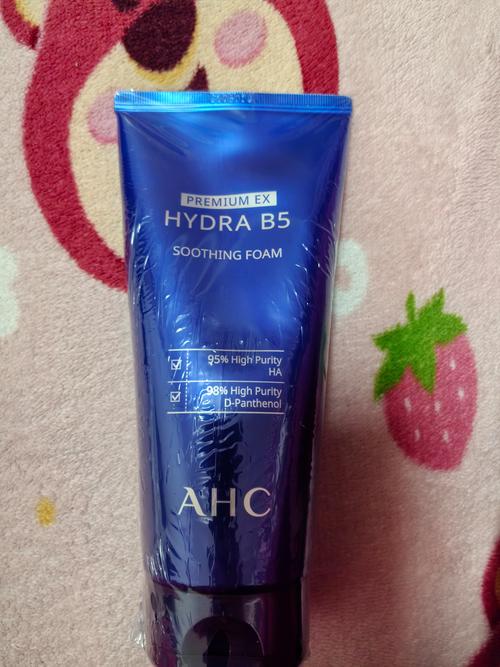 PREMIUM EX
HYDRA B5
SOOTHING FOAM
95% High Purity
HA
98% High Purity
D-Panthenol
AHC